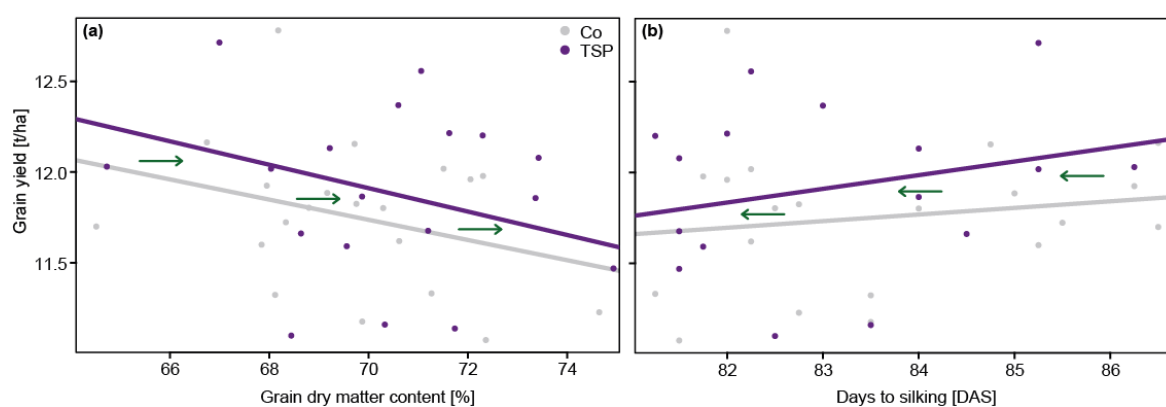 (a)
Co
TSP
(b)
12.5
12.0
11.5
Grain yield [t/ha]
66 68 70 72 74
82 83 84 85 86
Grain dry matter content [%]
Days to silking [DAS]